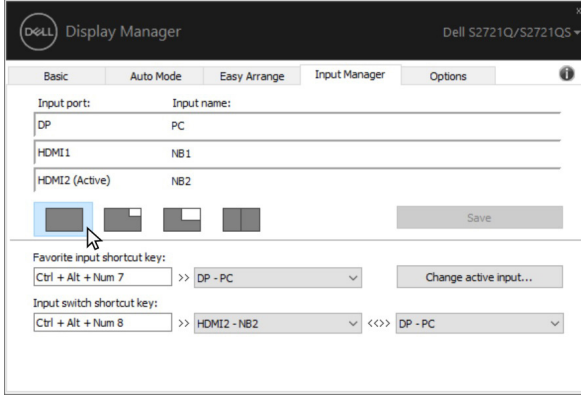 DELL Display Manager
Dell S2721Q/S2721QS
Basic Auto Mode Easy Arrange Input Manager Options
Input port: Input name:
DP PC
HDMI1 NB1
HDMI2 (Active) NB2
Save
Favorite input shortcut key:
Ctrl + Alt + Num 7 >> DP - PC Change active input...
Input switch shortcut key:
Ctrl + Alt + Num 8 >> HDMI2 - NB2 <<>> DP - PC